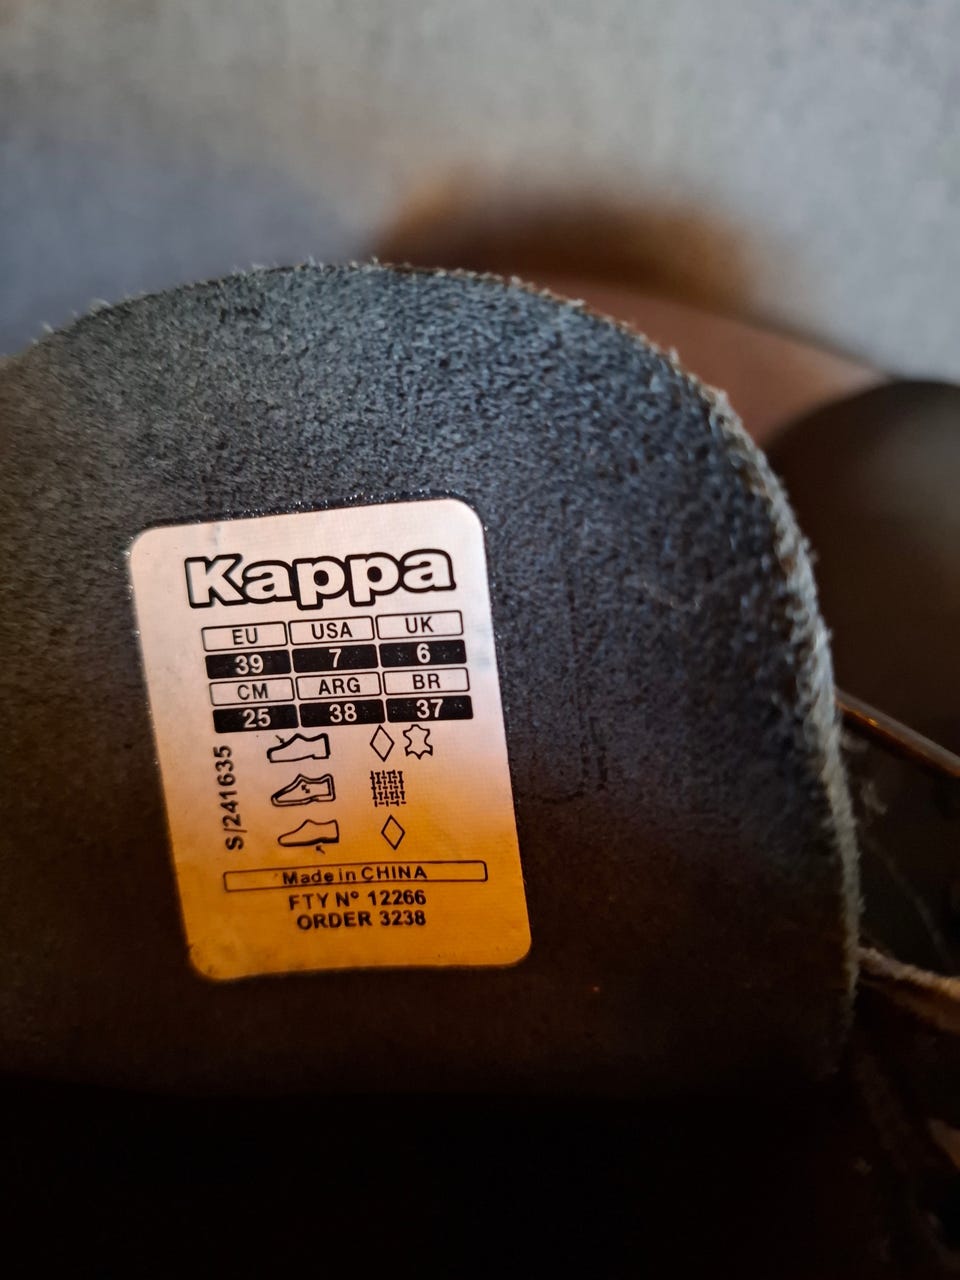 Kappa
EU USA UK
39 7 6
CM ARG BR
25 38 37
S/241635
Made in CHINA
FTY Nº 12266
ORDER 3238